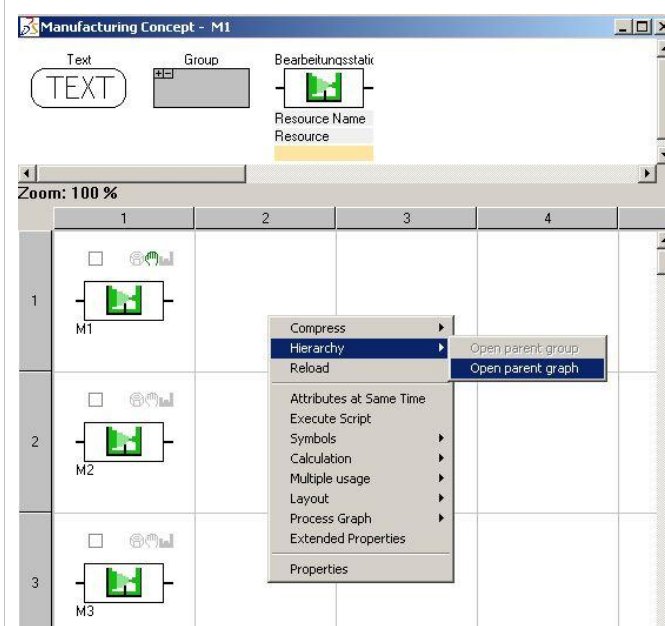 Manufacturing Concept - M1
Text
Group
Bearbeitungsstatic
TEXT
Resource Name
Resource
Zoom: 100 %
1 2 3 4
1
M1
Compress
Hierarchy
Open parent group
Reload
Open parent graph
Attributes at Same Time
Execute Script
2
Symbols
Calculation
M2
Multiple usage
Layout
Process Graph
Extended Properties
Properties
3
M3